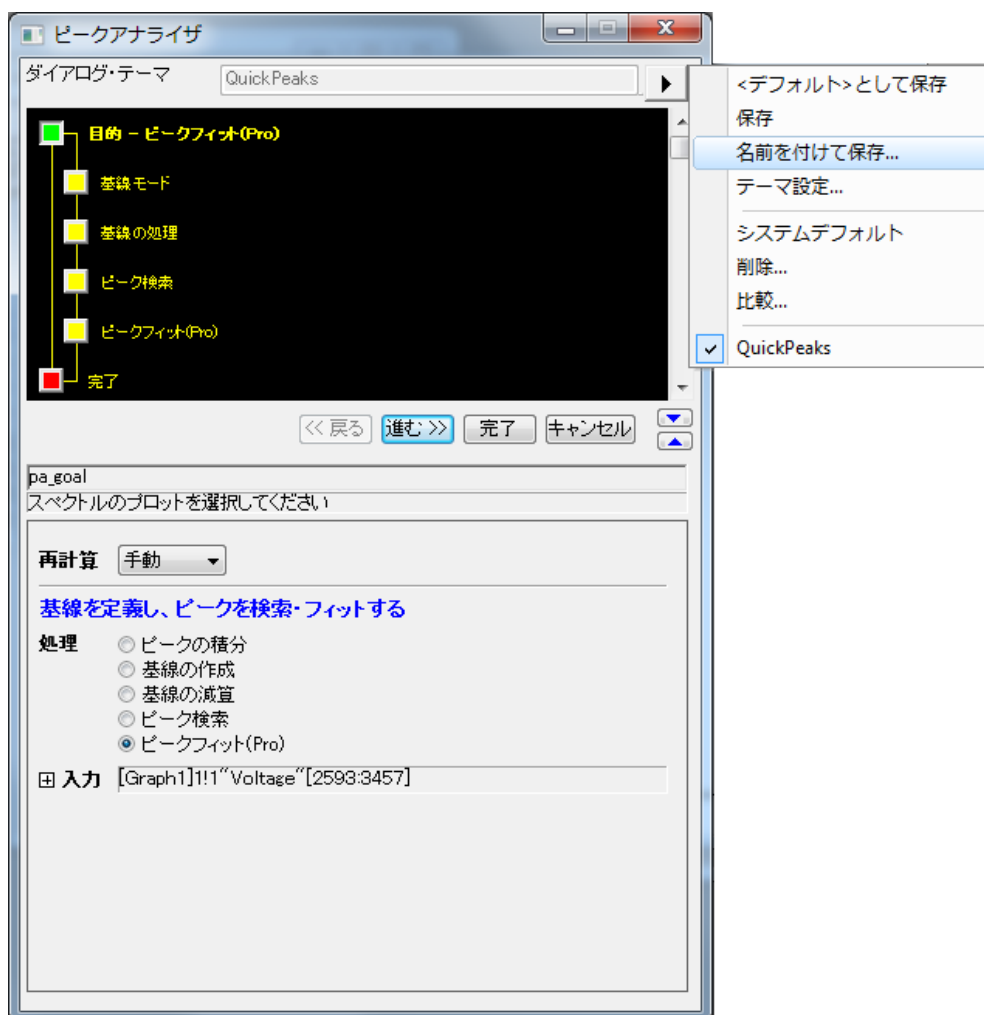 ピークアナライザ
ダイアログ・テーマ QuickPeaks
<デフォルト>として保存
保存
名前を付けて保存...
テーマ設定...
システムデフォルト
削除...
比較...
QuickPeaks
目的 - ピークフィット(Pro)
基線モード
基線の処理
ピーク検索
ピークフィット(Pro)
完了
<< 戻る 進む >> 完了 キャンセル
pa_goal
スペクトルのプロットを選択してください
再計算 手動
基線を定義し、ピークを検索・フィットする
処理 ピークの積分
基線の作成
基線の減算
ピーク検索
ピークフィット(Pro)
入力 [Graph1]1!1"Voltage"[2593:3457]